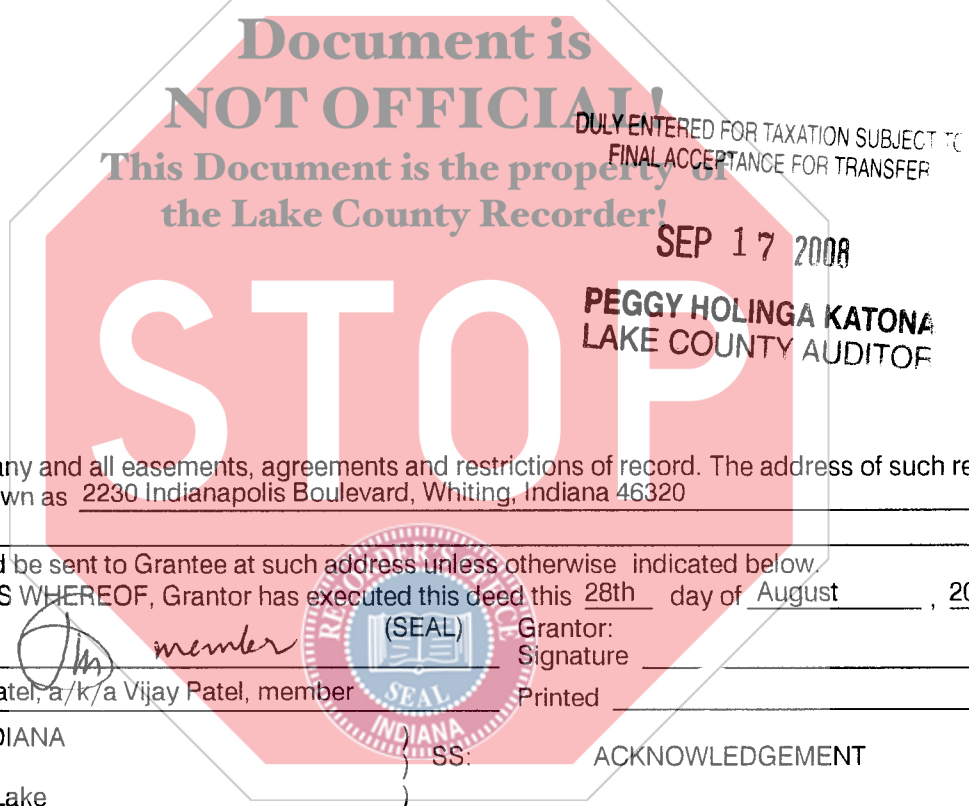 Document is
NOT OFFICIAL!
This Document is the property of
the Lake County Recorder!
DULY ENTERED FOR TAXATION SUBJECT TO
FINAL ACCEPTANCE FOR TRANSFER
SEP 17 2008
PEGGY HOLINGA KATONA
LAKE COUNTY AUDITOR
STOP
any and all easements, agreements and restrictions of record. The address of such re
wn as 2230 Indianapolis Boulevard, Whiting, Indiana 46320
d be sent to Grantee at such address unless otherwise indicated below.
S WHEREOF, Grantor has executed this deed this 28th day of August , 20
member (SEAL) Grantor:
Signature
atel, a/k/a Vijay Patel, member Printed
RECORDER'S OFFICE
SEAL
INDIANA
DIANA
) SS: ACKNOWLEDGEMENT
Lake )